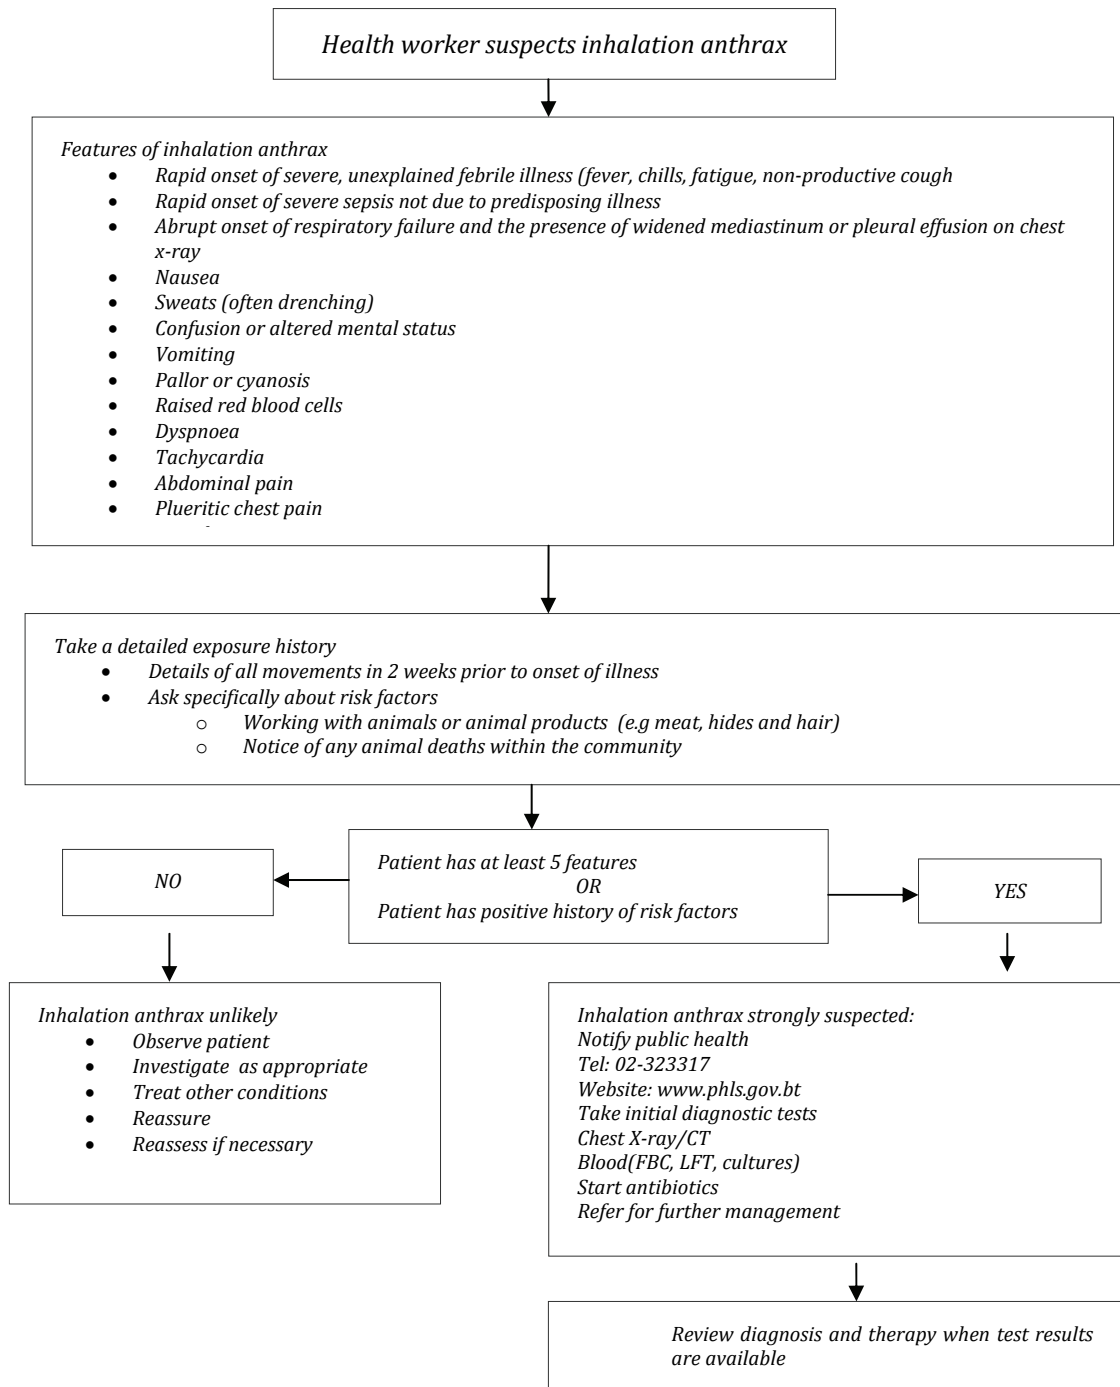 Health worker suspects inhalation anthrax
Features of inhalation anthrax
• Rapid onset of severe, unexplained febrile illness (fever, chills, fatigue, non-productive cough
• Rapid onset of severe sepsis not due to predisposing illness
• Abrupt onset of respiratory failure and the presence of widened mediastinum or pleural effusion on chest
x-ray
• Nausea
• Sweats (often drenching)
• Confusion or altered mental status
• Vomiting
• Pallor or cyanosis
• Raised red blood cells
• Dyspnoea
• Tachycardia
• Abdominal pain
• Plueritic chest pain
Take a detailed exposure history
• Details of all movements in 2 weeks prior to onset of illness
• Ask specifically about risk factors
o Working with animals or animal products (e.g meat, hides and hair)
o Notice of any animal deaths within the community
Patient has at least 5 features
OR
Patient has positive history of risk factors
NO
YES
Inhalation anthrax unlikely
• Observe patient
• Investigate as appropriate
• Treat other conditions
• Reassure
• Reassess if necessary
Inhalation anthrax strongly suspected:
Notify public health
Tel: 02-323317
Website: www.phls.gov.bt
Take initial diagnostic tests
Chest X-ray/CT
Blood(FBC, LFT, cultures)
Start antibiotics
Refer for further management
Review diagnosis and therapy when test results
are available